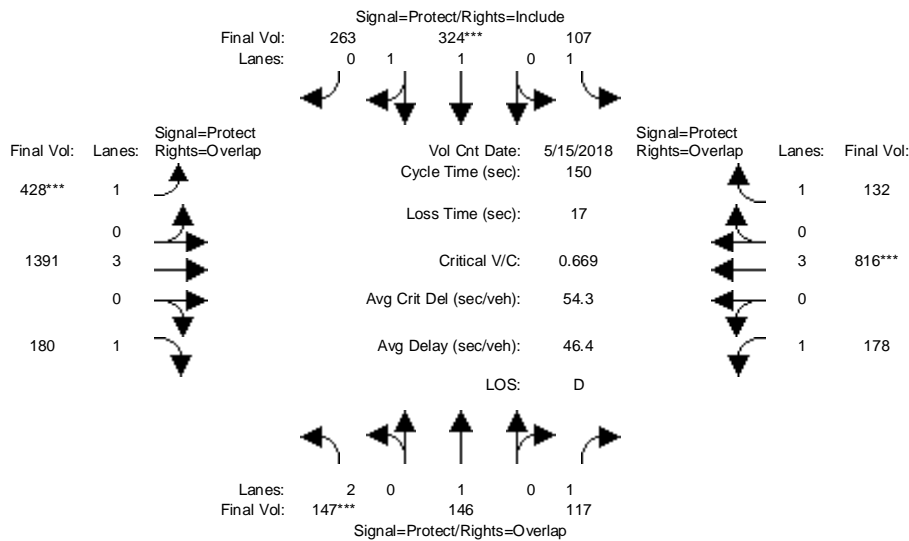 Signal=Protect/Rights=Include
Final Vol: 263 324*** 107
Lanes: 0 1 1 0 1
Signal=Protect Signal=Protect
Final Vol: Lanes: Rights=Overlap Vol Cnt Date: 5/15/2018 Rights=Overlap Lanes: Final Vol:
Cycle Time (sec): 150
428*** 1 1 132
Loss Time (sec): 17
0 0
1391 3 Critical V/C: 0.669 3 816***
0 Avg Crit Del (sec/veh): 54.3 0
180 1 Avg Delay (sec/veh): 46.4 1 178
LOS: D
Lanes: 2 0 1 0 1
Final Vol: 147*** 146 117
Signal=Protect/Rights=Overlap